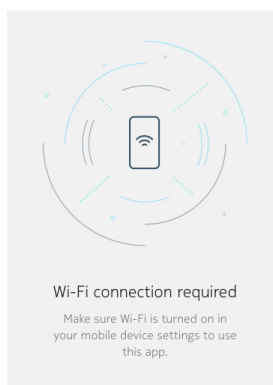 Wi-Fi connection required
Make sure Wi-Fi is turned on in
your mobile device settings to use
this app.